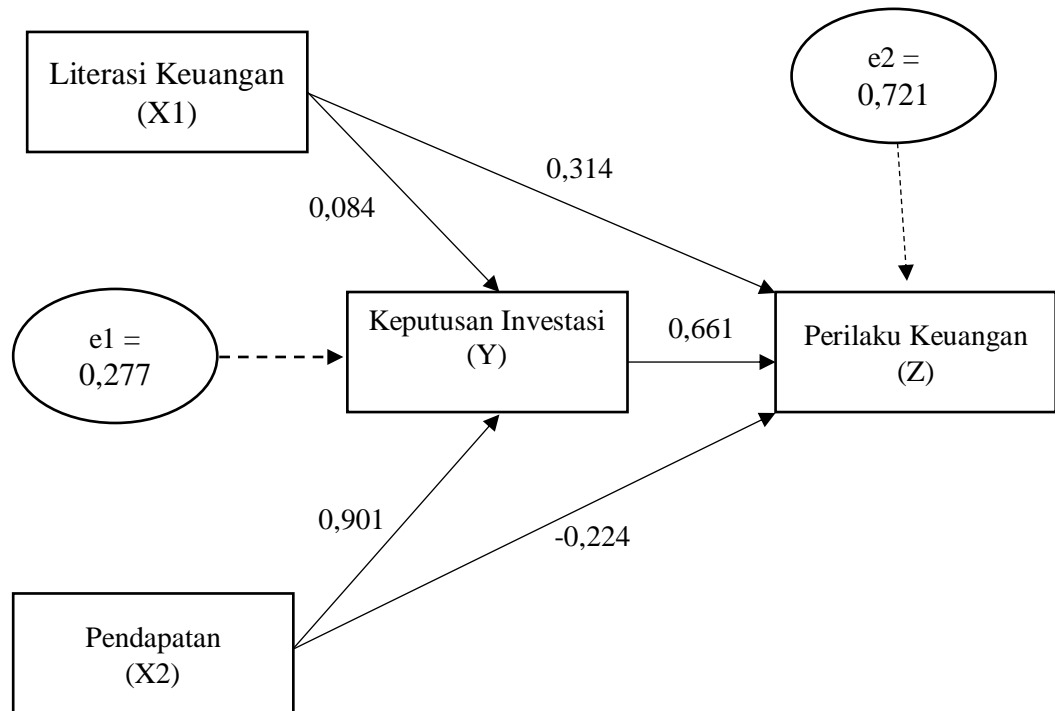 Literasi Keuangan
(X1)
e2 =
0,721
0,314
0,084
Keputusan Investasi
(Y)
0,661
Perilaku Keuangan
(Z)
e1 =
0,277
0,901
-0,224
Pendapatan
(X2)